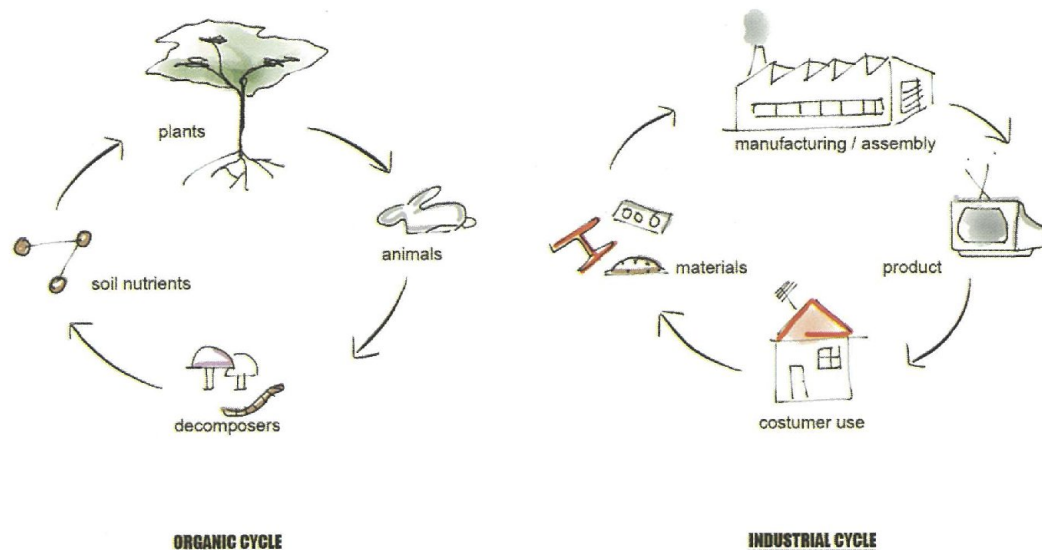 plants
animals
soil nutrients
decomposers
ORGANIC CYCLE
manufacturing / assembly
materials
product
costumer use
INDUSTRIAL CYCLE